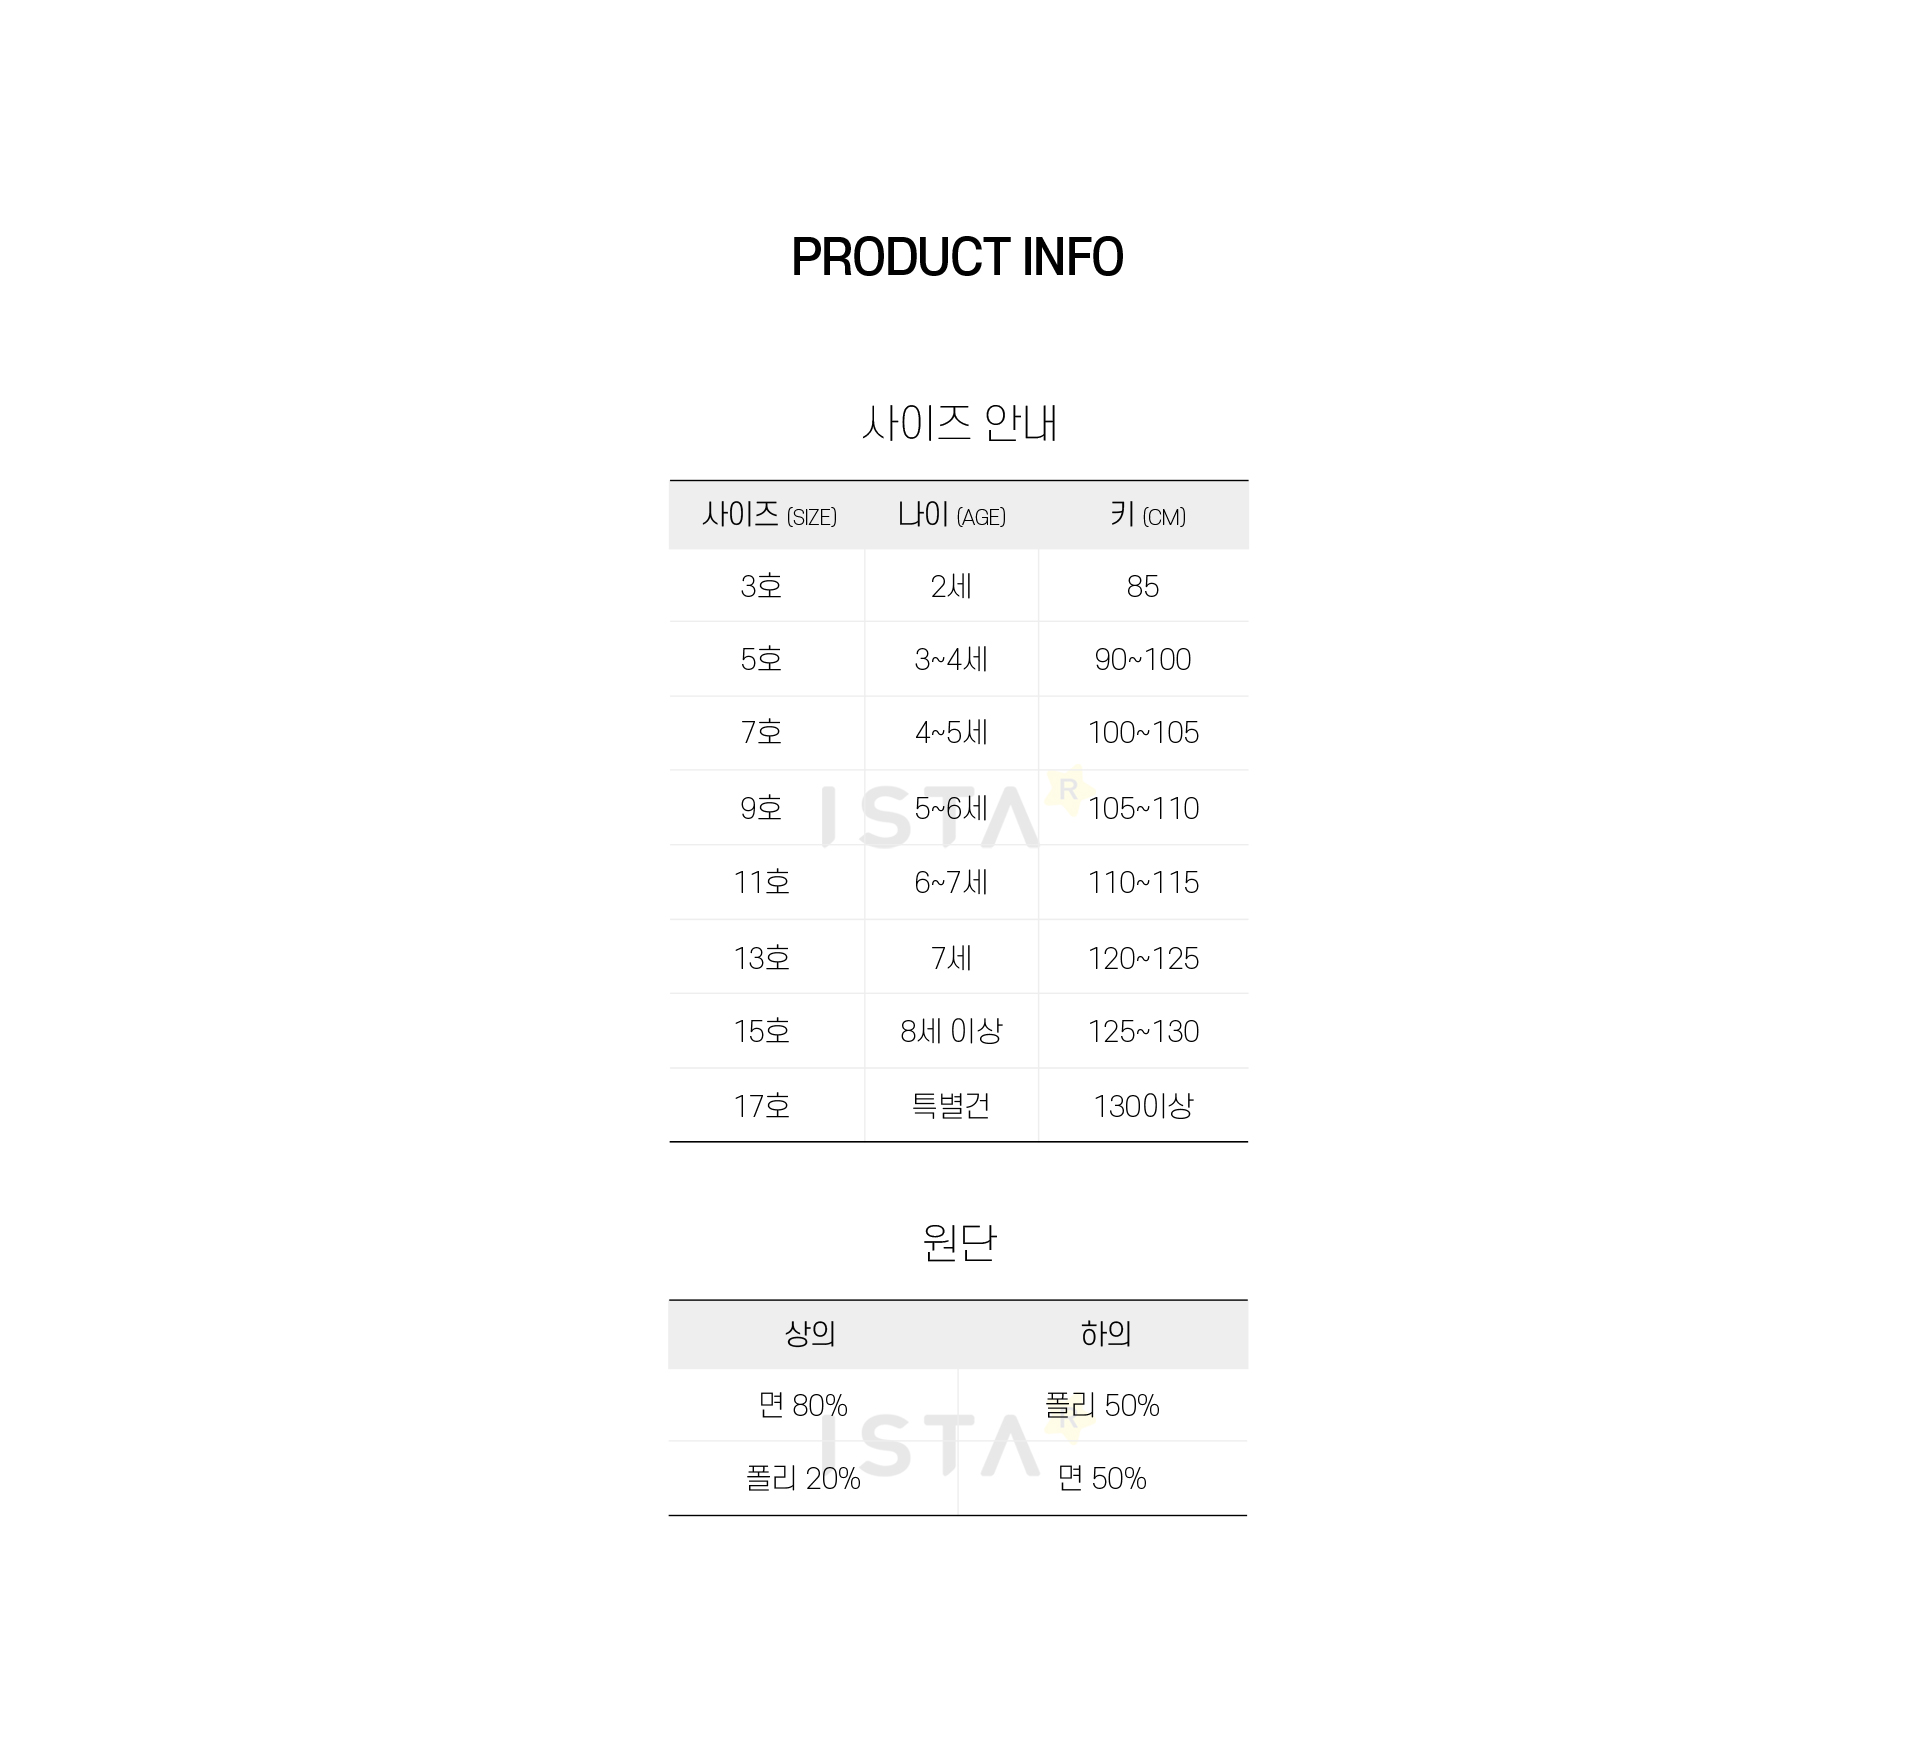 PRODUCT INFO
사이즈 안내
사이즈 (SIZE) 나이 (AGE) 키 (CM)
3호 2세 85
5호 3~4세 90~100
7호 4~5세 100~105
9호 5~6세 105~110
ISTA R
11호 6~7세 110~115
13호 7세 120~125
15호 8세 이상 125~130
17호 특별건 130이상
원단
상의 하의
면 80% 폴리 50%
ISTA R
폴리 20% 면 50%